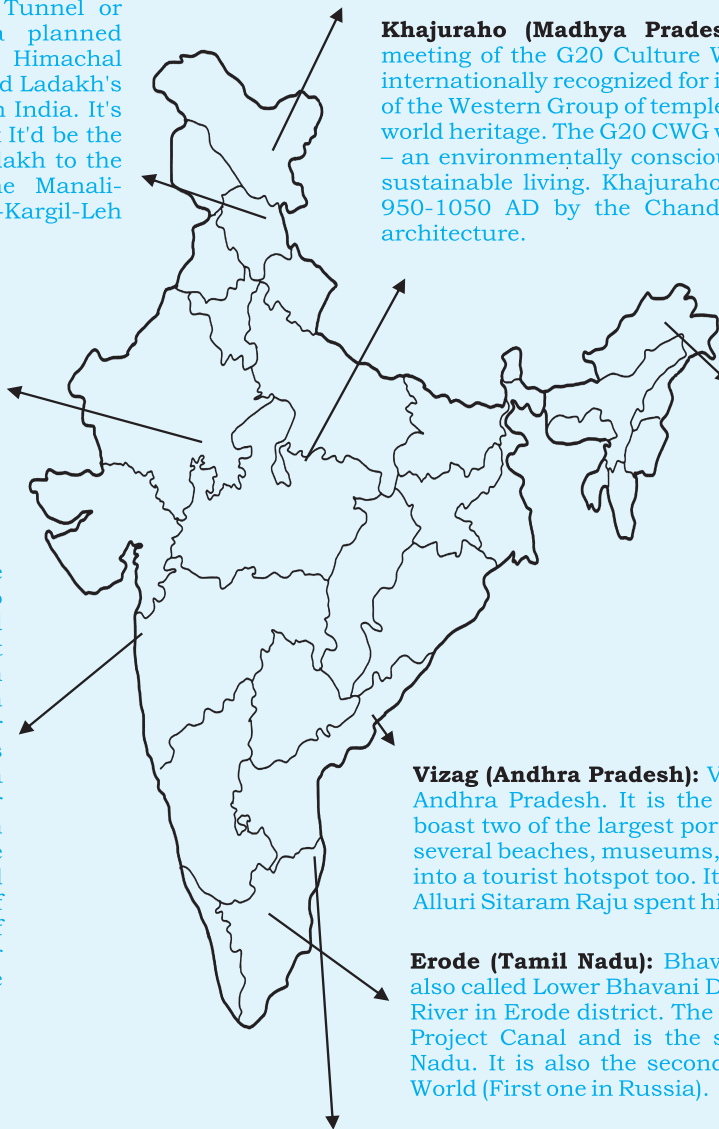 Tunnel or
a planned
Himachal
d Ladakh's
n India. It's
It'd be the
lakh to the
ne Manali-
-Kargil-Leh
Khajuraho (Madhya Prades
meeting of the G20 Culture W
internationally recognized for i
of the Western Group of temple
world heritage. The G20 CWG v
– an environmentally consciou
sustainable living. Khajuraho
950-1050 AD by the Chand
architecture.
Vizag (Andhra Pradesh): V
Andhra Pradesh. It is the
boast two of the largest por
several beaches, museums,
into a tourist hotspot too. It
Alluri Sitaram Raju spent hi
Erode (Tamil Nadu): Bhav
also called Lower Bhavani D
River in Erode district. The
Project Canal and is the s
Nadu. It is also the second
World (First one in Russia).